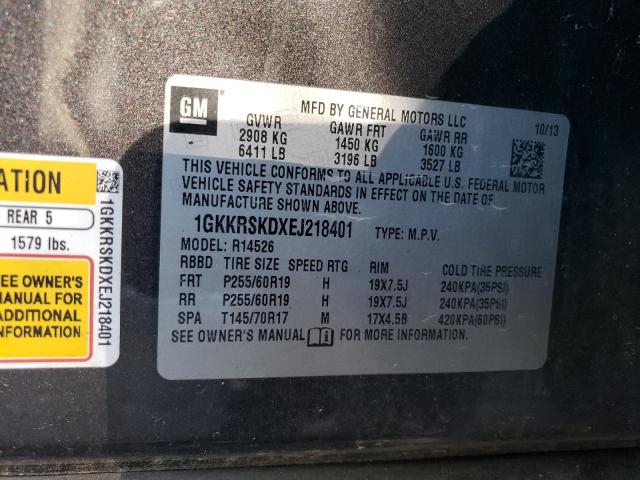 GM
MFD BY GENERAL MOTORS LLC
10/13
GVWR GAWR FRT GAWR RR
2908 KG 1450 KG 1600 KG
6411 LB 3196 LB 3527 LB
THIS VEHICLE CONFORMS TO ALL APPLICABLE U.S. FEDERAL MOTOR
VEHICLE SAFETY STANDARDS IN EFFECT ON THE DATE OF
MANUFACTURE SHOWN ABOVE.
1GKKRSKDXEJ218401 TYPE: M.P.V.
MODEL: R14526
RBBD TIRE SIZE SPEED RTG RIM COLD TIRE PRESSURE
FRT P255/60R19 H 19X7.5J 240KPA(35PSI)
RR P255/60R19 H 19X7.5J 240KPA(35PSI)
SPA T145/70R17 M 17X4.5B 420KPA(60PSI)
SEE OWNER'S MANUAL FOR MORE INFORMATION.
ATION
REAR 5
1579 lbs.
EE OWNER'S
MANUAL FOR
ADDITIONAL
NFORMATION
1GKKRSKDXEJ218401